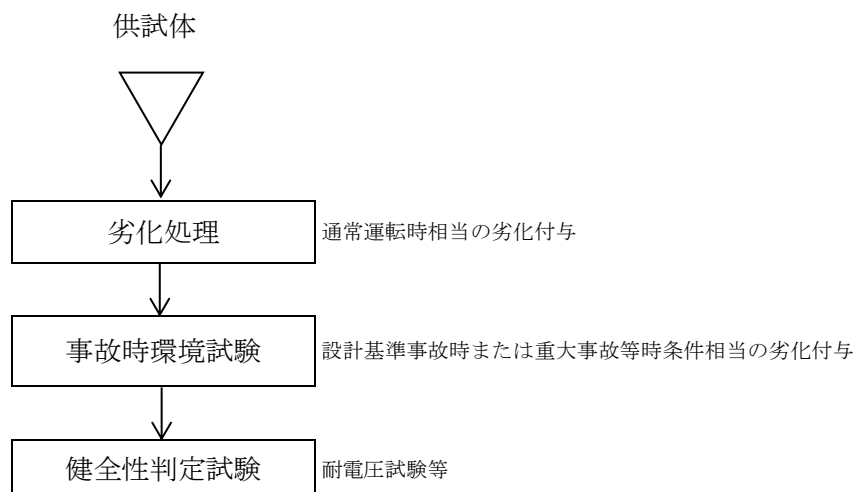 供試体
劣化処理
通常運転時相当の劣化付与
事故時環境試験
設計基準事故時または重大事故等時条件相当の劣化付与
健全性判定試験
耐電圧試験等